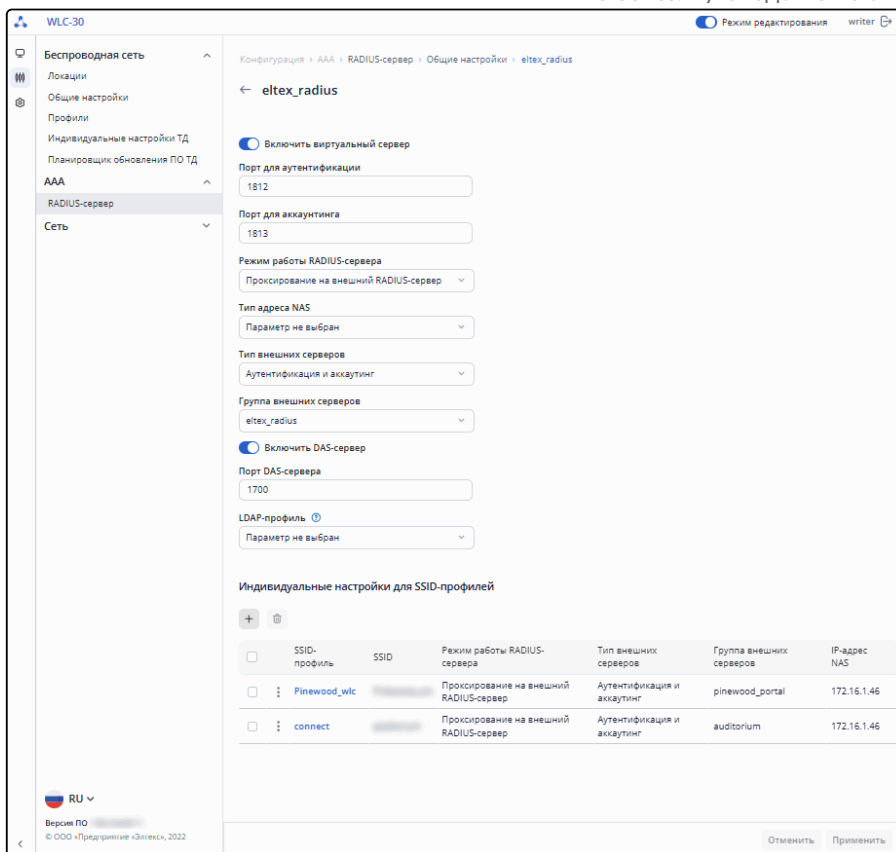 WLC-30
Режим редактирования
writer
Беспроводная сеть
Локации
Общие настройки
Профили
Индивидуальные настройки ТД
Планировщик обновления ПО ТД
AAA
RADIUS-сервер
Сеть
Конфигурация › AAA › RADIUS-сервер › Общие настройки › eltex_radius
← eltex_radius
Включить виртуальный сервер
Порт для аутентификации
1812
Порт для аккаунтинга
1813
Режим работы RADIUS-сервера
Проксирование на внешний RADIUS-сервер
Тип адреса NAS
Параметр не выбран
Тип внешних серверов
Аутентификация и аккаутинг
Группа внешних серверов
eltex_radius
Включить DAS-сервер
Порт DAS-сервера
1700
LDAP-профиль
Параметр не выбран
Индивидуальные настройки для SSID-профилей
SSID-профиль SSID Режим работы RADIUS-сервера Тип внешних серверов Группа внешних серверов IP-адрес NAS
Pinewood_wlc Проксирование на внешний RADIUS-сервер Аутентификация и аккаутинг pinewood_portal 172.16.1.46
connect Проксирование на внешний RADIUS-сервер Аутентификация и аккаутинг auditorium 172.16.1.46
RU
Версия ПО
© ООО «Предприятие «Элтекс», 2022
Отменить Применить